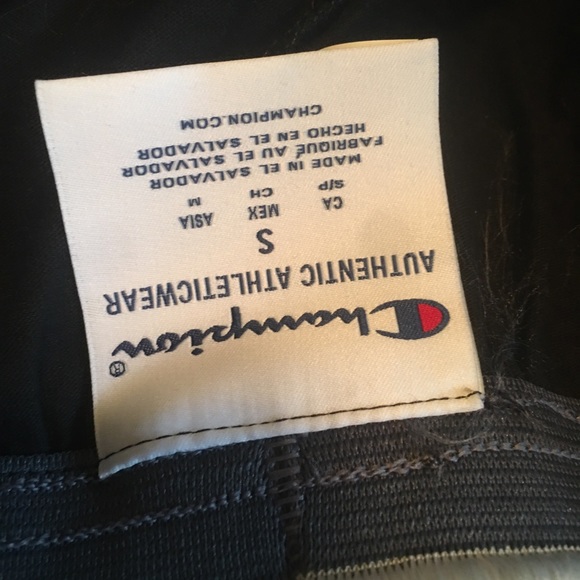 Champion®
AUTHENTIC ATHLETICWEAR
S
CA MEX ASIA
S/P CH M
MADE IN EL SALVADOR
FABRIQUÉ AU EL SALVADOR
HECHO EN EL SALVADOR
CHAMPION.COM